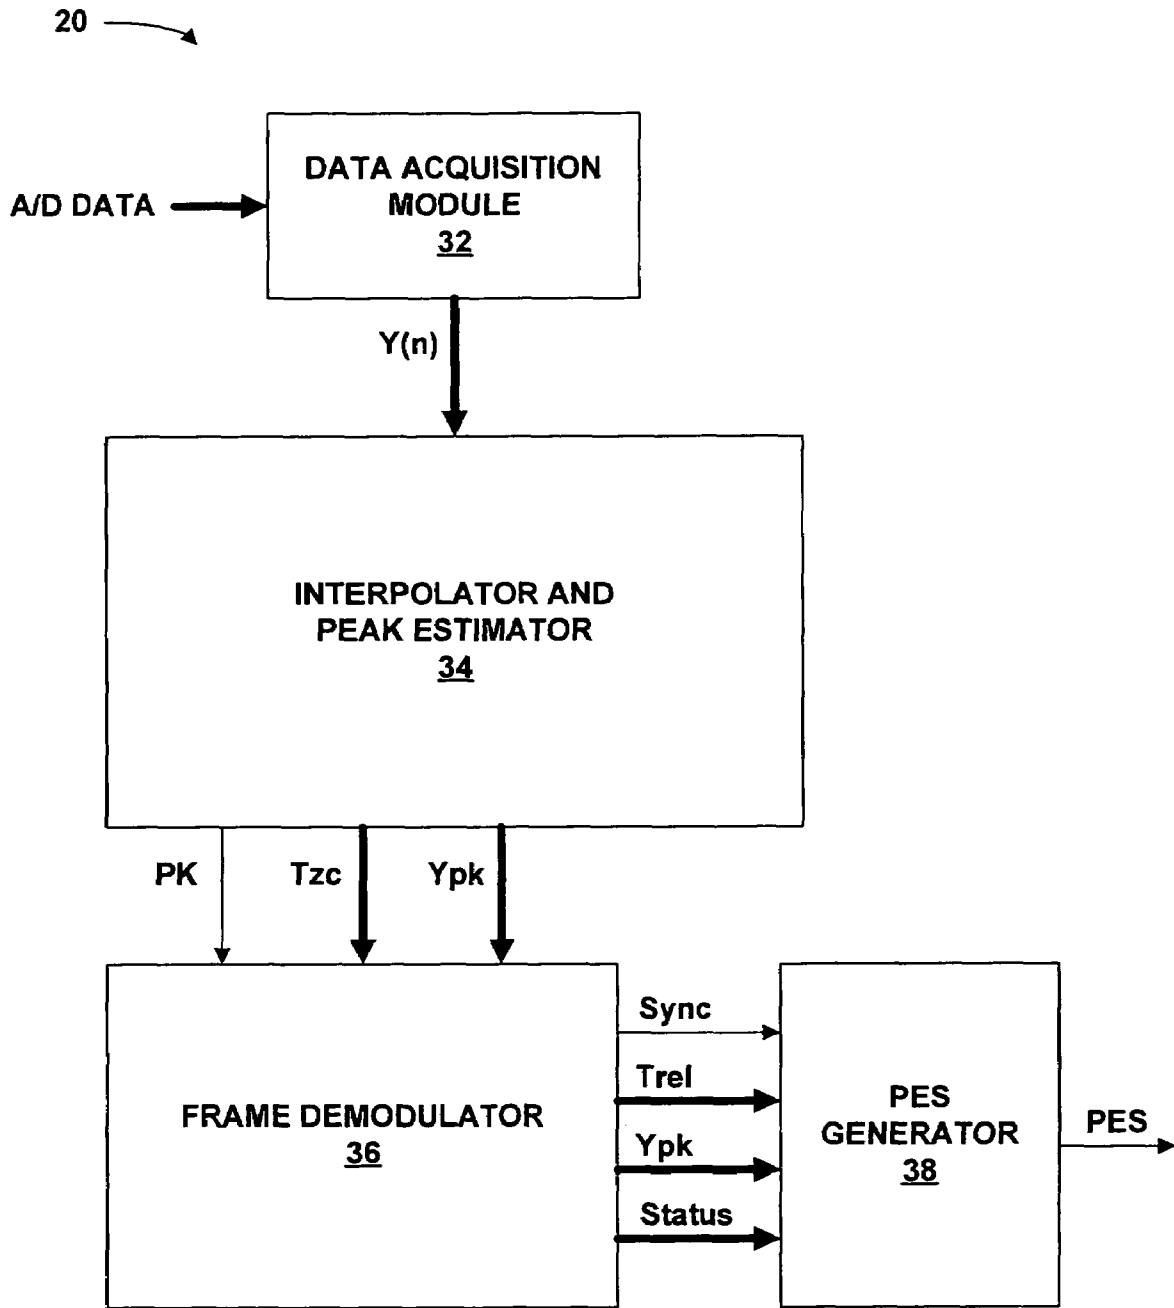 20
DATA ACQUISITION
MODULE
32
A/D DATA
Y(n)
INTERPOLATOR AND
PEAK ESTIMATOR
34
PK
Tzc
Ypk
FRAME DEMODULATOR
36
Sync
Trel
Ypk
Status
PES
GENERATOR
38
PES